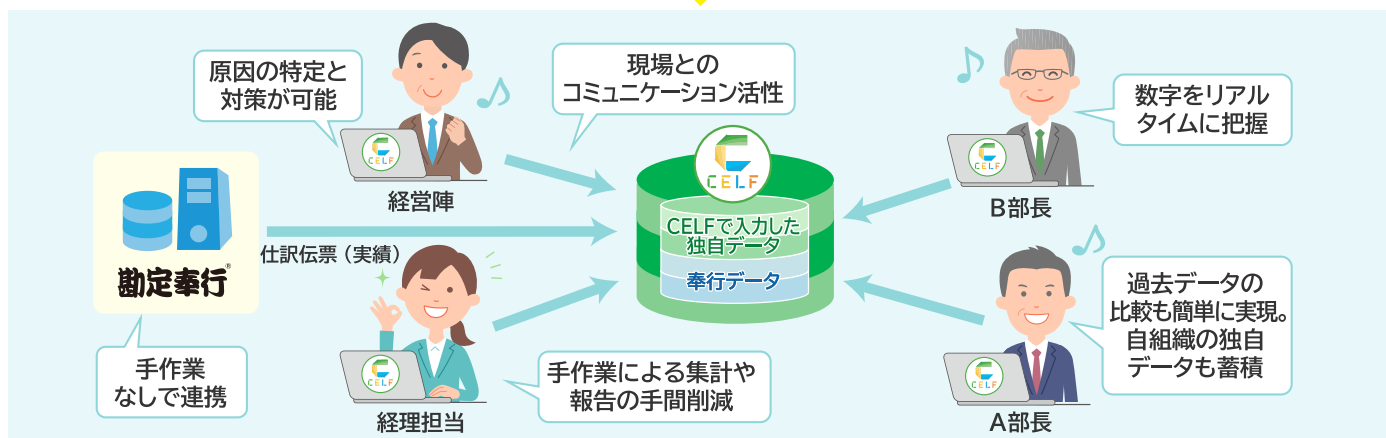 原因の特定と
対策が可能
CELF
経営陣
現場との
コミュニケーション活性
CELF
数字をリアル
タイムに把握
CELF
B部長
勘定奉行®
仕訳伝票（実績）
CELFで入力した
独自データ
奉行データ
手作業
なしで連携
CELF
経理担当
手作業による集計や
報告の手間削減
過去データの
比較も簡単に実現。
自組織の独自
データも蓄積
CELF
A部長